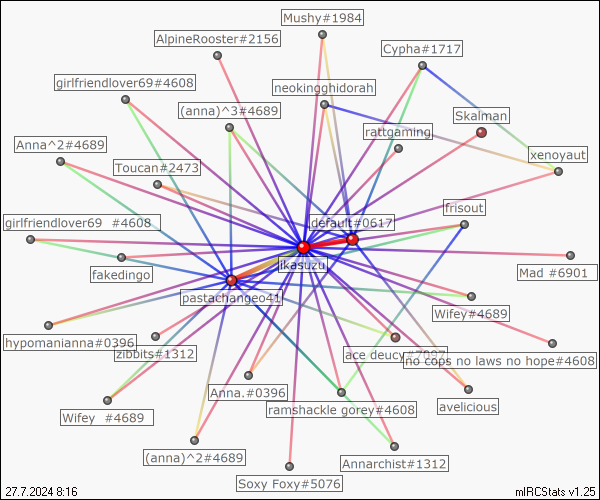 Mushy#1984
AlpineRooster#2156
Cypha#1717
girlfriendlover69#4608
neokingghidorah
(anna)^3#4689
Skalman
rattgaming
Anna^2#4689
xenoyaut
Toucan#2473
frisout
girlfriendlover69 #4608
default#0617
jkasuzu
fakedingo
Mad #6901
pastachangeo41
Wifey#4689
hypomanianna#0396
zibbits#1312
ace deucy
no cops no laws no hope#4608
Anna.#0396
ramshackle gorey#4608
avelicious
Wifey #4689
(anna)^2#4689
Annarchist#1312
Soxy Foxy#5076
27.7.2024 8:16
mIRCStats v1.25